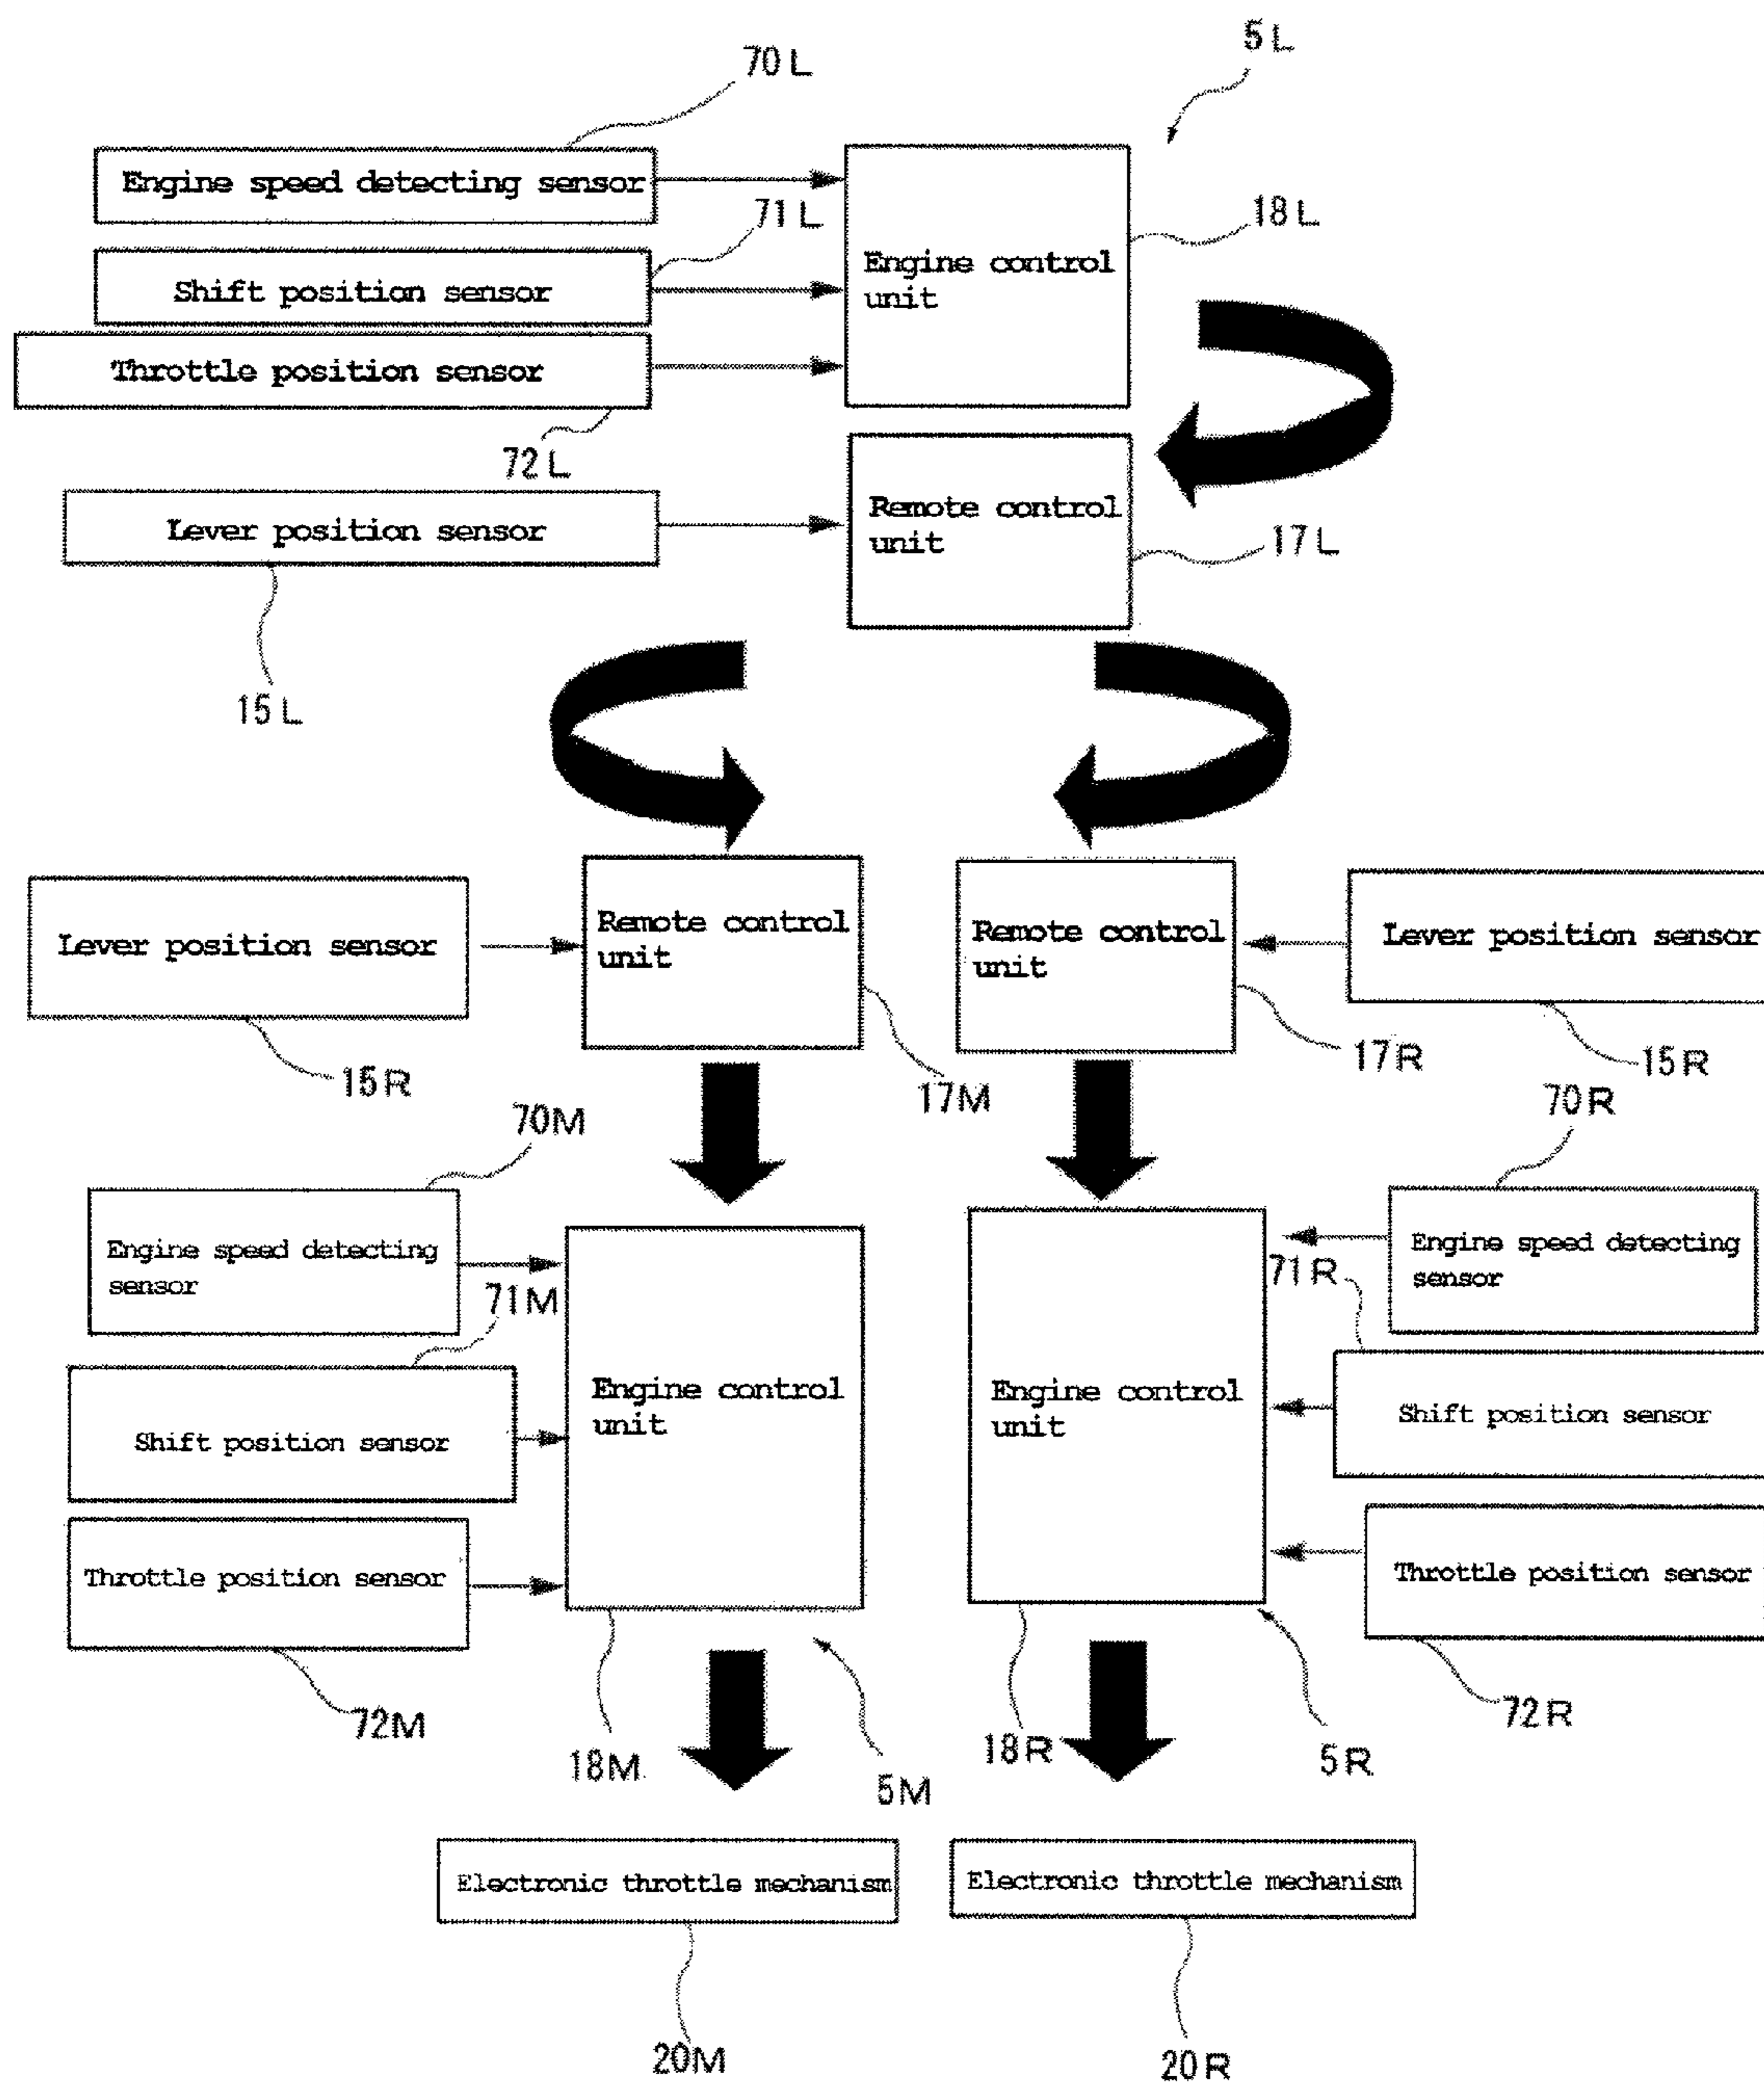 5L
70L
Engine speed detecting sensor
71L
18L
Shift position sensor
Engine control
unit
Throttle position sensor
72L
Remote control
unit
Lever position sensor
17L
15L
Remote control
unit
Remote control
unit
Lever position sensor
Lever position sensor
15R
17M
17R
15R
70M
70R
Engine speed detecting
sensor
Engine speed detecting
sensor
71M
71R
Engine control
unit
Engine control
unit
Shift position sensor
Shift position sensor
Throttle position sensor
Throttle position sensor
72M
18M
5M
18R
5R
72R
Electronic throttle mechanism
Electronic throttle mechanism
20M
20R